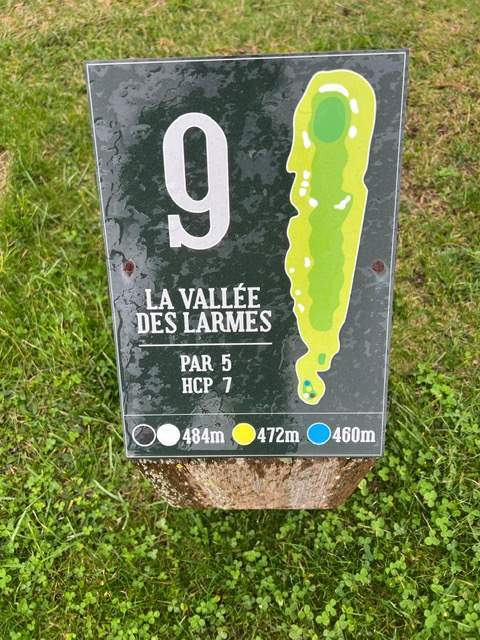 9
LA VALLÉE
DES LARMES
PAR 5
HCP 7
484m 472m 460m